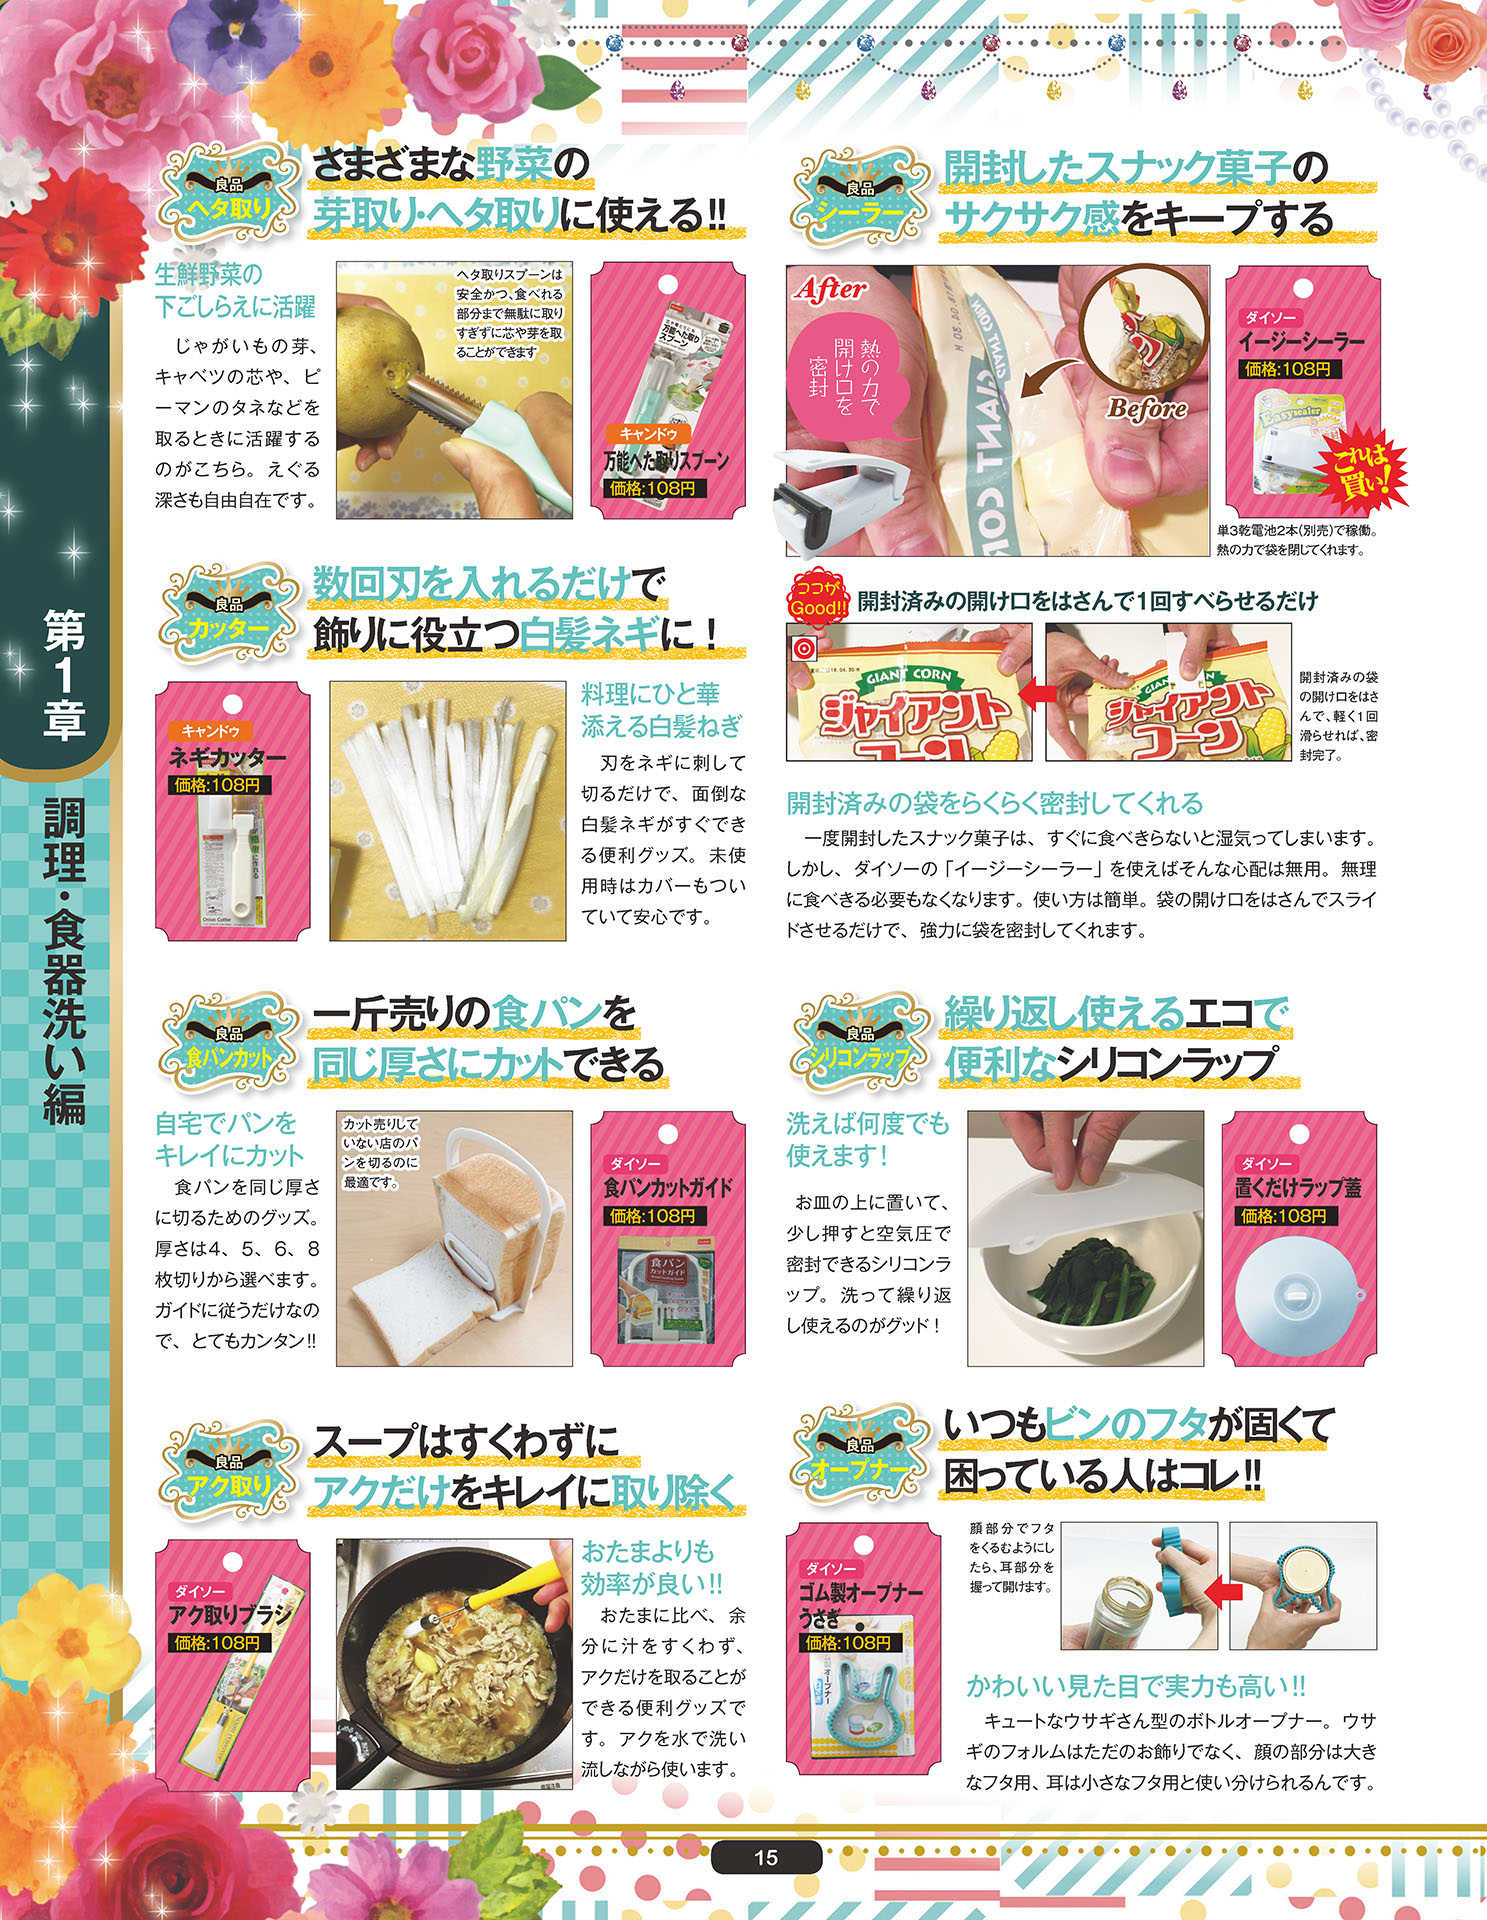 第1章
調理・食器洗い編
良品
ヘタ取り
さまざまな野菜の
芽取り・ヘタ取りに使える!!
生鮮野菜の
下ごしらえに活躍
じゃがいもの芽、
キャベツの芯や、ピ
ーマンのタネなどを
取るときに活躍する
のがこちら。えぐる
深さも自由自在です。
ヘタ取りスプーンは
安全かつ、食べれる
部分まで無駄に取り
すぎずに芯や芽を取
ることができます
万能へた取り
スプーン
キャンドゥ
万能へた取りスプーン
価格:108円
良品
カッター
数回刃を入れるだけで
飾りに役立つ白髪ネギに！
キャンドゥ
ネギカッター
価格:108円
Onion Cutter
料理にひと華
添える白髪ねぎ
刃をネギに刺して
切るだけで、面倒な
白髪ネギがすぐでき
る便利グッズ。未使
用時はカバーもつい
ていて安心です。
良品
食パンカット
一斤売りの食パンを
同じ厚さにカットできる
自宅でパンを
キレイにカット
食パンを同じ厚さ
に切るためのグッズ。
厚さは4、5、6、8
枚切りから選べます。
ガイドに従うだけなの
で、とてもカンタン!!
カット売りして
いない店のパ
ンを切るのに
最適です。
ダイソー
食パンカットガイド
価格:108円
食パン
カットガイド
良品
アク取り
スープはすくわずに
アクだけをキレイに取り除く
ダイソー
アク取りブラシ
価格:108円
おたまよりも
効率が良い!!
おたまに比べ、余
分に汁をすくわず、
アクだけを取ることが
できる便利グッズで
す。アクを水で洗い
流しながら使います。
良品
シーラー
開封したスナック菓子の
サクサク感をキープする
After
熱の力で
開け口を
密封
GIANT CORN
Before
ダイソー
イージーシーラー
価格:108円
Easysealer
これは
買い!
単3乾電池2本(別売)で稼働。
熱の力で袋を閉じてくれます。
ココが
Good!!
開封済みの開け口をはさんで1回すべらせるだけ
GIANT CORN
ジャイアント
コーン
GIANT CORN
ジャイアント
コーン
開封済みの袋
の開け口をはさ
んで、軽く1回
滑らせれば、密
封完了。
開封済みの袋をらくらく密封してくれる
一度開封したスナック菓子は、すぐに食べきらないと湿気ってしまいます。
しかし、ダイソーの「イージーシーラー」を使えばそんな心配は無用。無理
に食べきる必要もなくなります。使い方は簡単。袋の開け口をはさんでスライ
ドさせるだけで、強力に袋を密封してくれます。
良品
シリコンラップ
繰り返し使えるエコで
便利なシリコンラップ
洗えば何度でも
使えます！
お皿の上に置いて、
少し押すと空気圧で
密封できるシリコンラ
ップ。洗って繰り返
し使えるのがグッド！
ダイソー
置くだけラップ蓋
価格:108円
良品
オープナー
いつもビンのフタが固くて
困っている人はコレ!!
ダイソー
ゴム製オープナー
うさぎ
価格:108円
顔部分でフタ
をくるむようにし
たら、耳部分を
握って開けます。
かわいい見た目で実力も高い!!
キュートなウサギさん型のボトルオープナー。ウサ
ギのフォルムはただのお飾りでなく、顔の部分は大き
なフタ用、耳は小さなフタ用と使い分けられるんです。
15